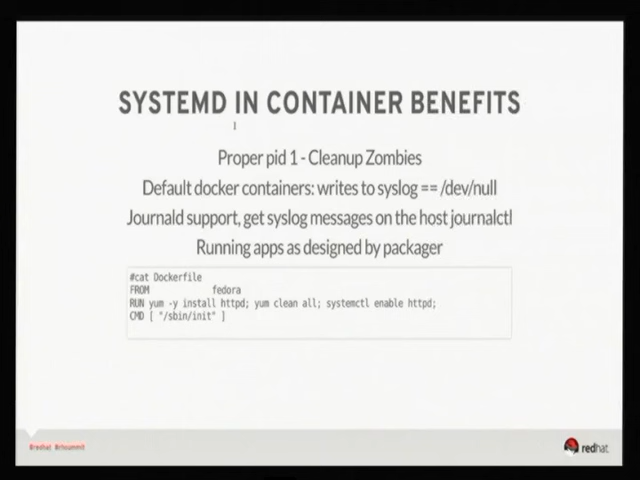 SYSTEMD IN CONTAINER BENEFITS
Proper pid 1 - Cleanup Zombies
Default docker containers: writes to syslog == /dev/null
Journald support, get syslog messages on the host journalctl
Running apps as designed by packager
#cat Dockerfile
FROM fedora
RUN yum -y install httpd; yum clean all; systemctl enable httpd;
CMD [ "/sbin/init" ]
#redhat #rhsummit
redhat.